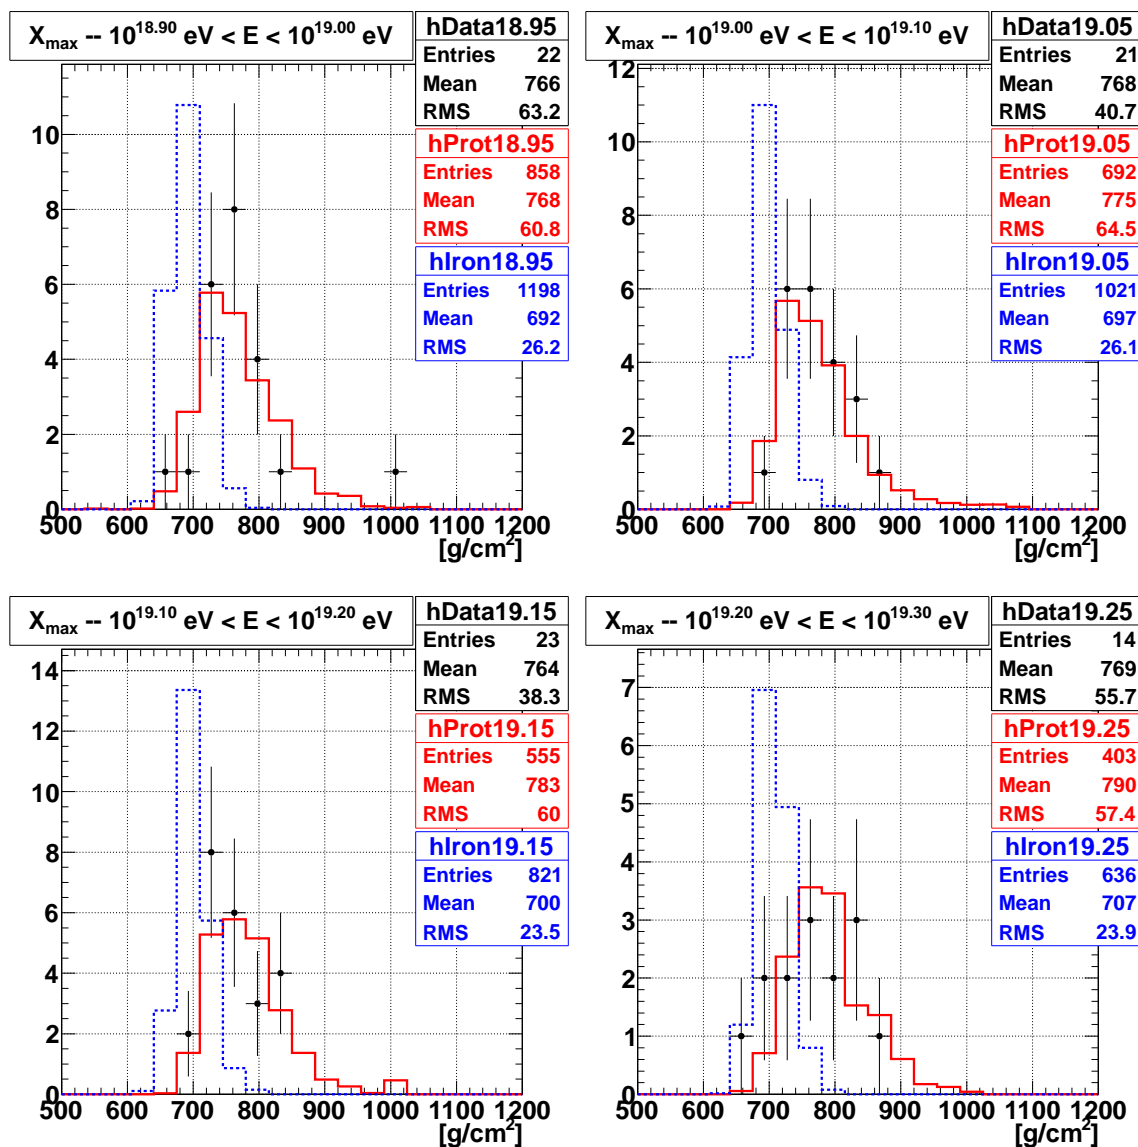 X_max -- 10^18.90 eV < E < 10^19.00 eV
hData18.95
Entries 22
Mean 766
RMS 63.2
hProt18.95
Entries 858
Mean 768
RMS 60.8
hIron18.95
Entries 1198
Mean 692
RMS 26.2
10
8
6
4
2
0
500 600 700 800 900 1000 1100 1200
[g/cm²]
X_max -- 10^19.00 eV < E < 10^19.10 eV
hData19.05
Entries 21
Mean 768
RMS 40.7
hProt19.05
Entries 692
Mean 775
RMS 64.5
hIron19.05
Entries 1021
Mean 697
RMS 26.1
12
10
8
6
4
2
0
500 600 700 800 900 1000 1100 1200
[g/cm²]
X_max -- 10^19.10 eV < E < 10^19.20 eV
hData19.15
Entries 23
Mean 764
RMS 38.3
hProt19.15
Entries 555
Mean 783
RMS 60
hIron19.15
Entries 821
Mean 700
RMS 23.5
14
12
10
8
6
4
2
0
500 600 700 800 900 1000 1100 1200
[g/cm²]
X_max -- 10^19.20 eV < E < 10^19.30 eV
hData19.25
Entries 14
Mean 769
RMS 55.7
hProt19.25
Entries 403
Mean 790
RMS 57.4
hIron19.25
Entries 636
Mean 707
RMS 23.9
7
6
5
4
3
2
1
0
500 600 700 800 900 1000 1100 1200
[g/cm²]